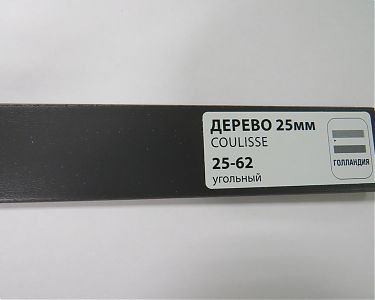 ДЕРЕВО 25мм
COULISSE
25-62
угольный
ГОЛЛАНДИЯ